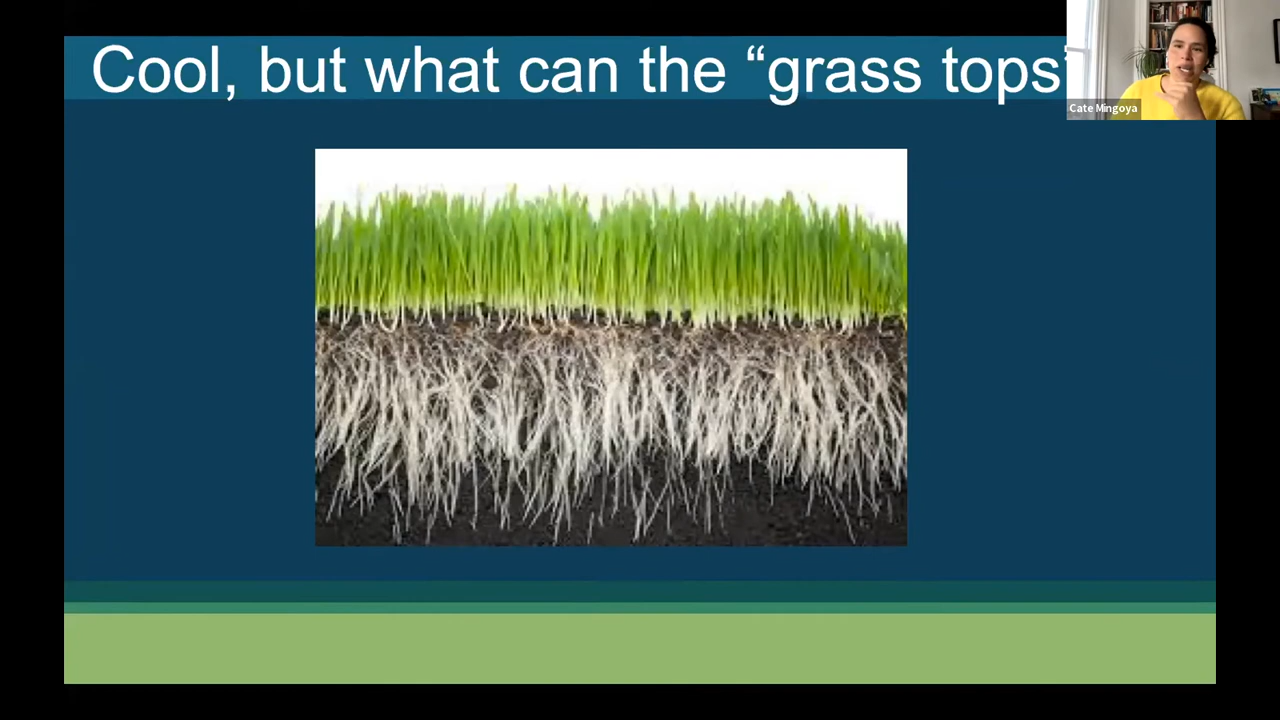 Cool, but what can the “grass tops”
Cate Mingoya